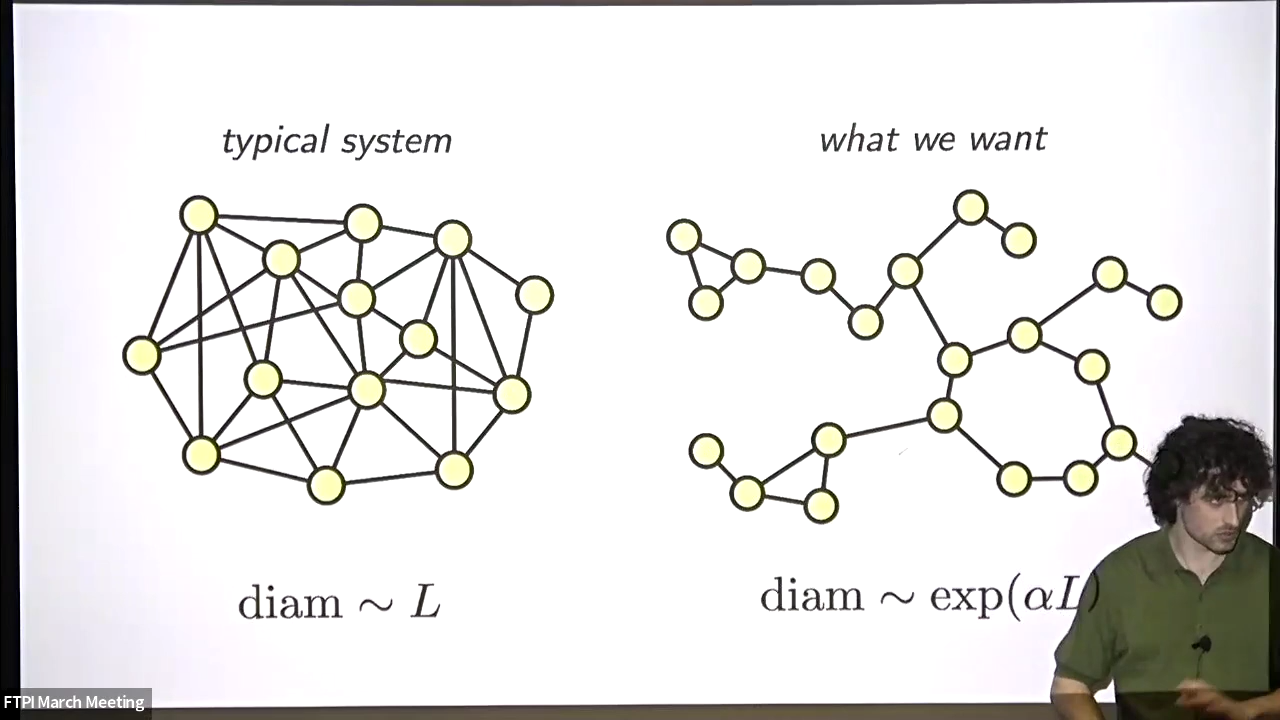 typical system
what we want
diam ~ L
diam ~ exp(αL)
FTPI March Meeting